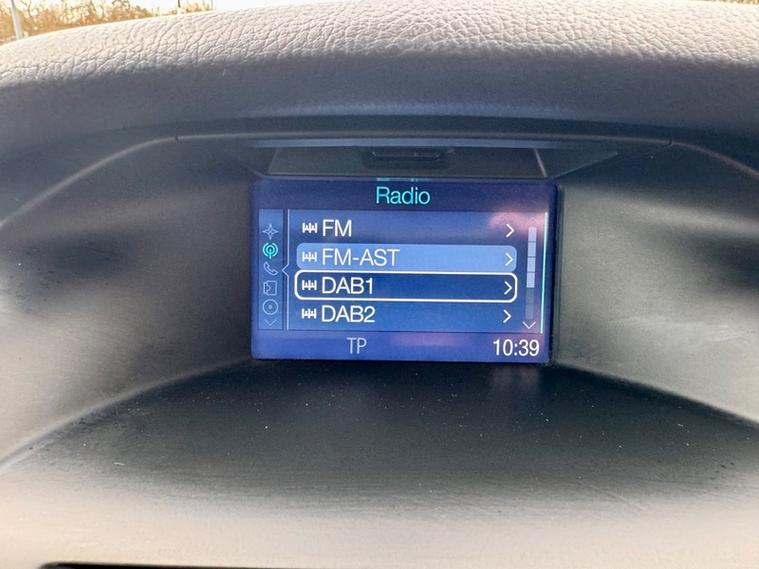 Radio
FM
FM-AST
DAB1
DAB2
TP 10:39